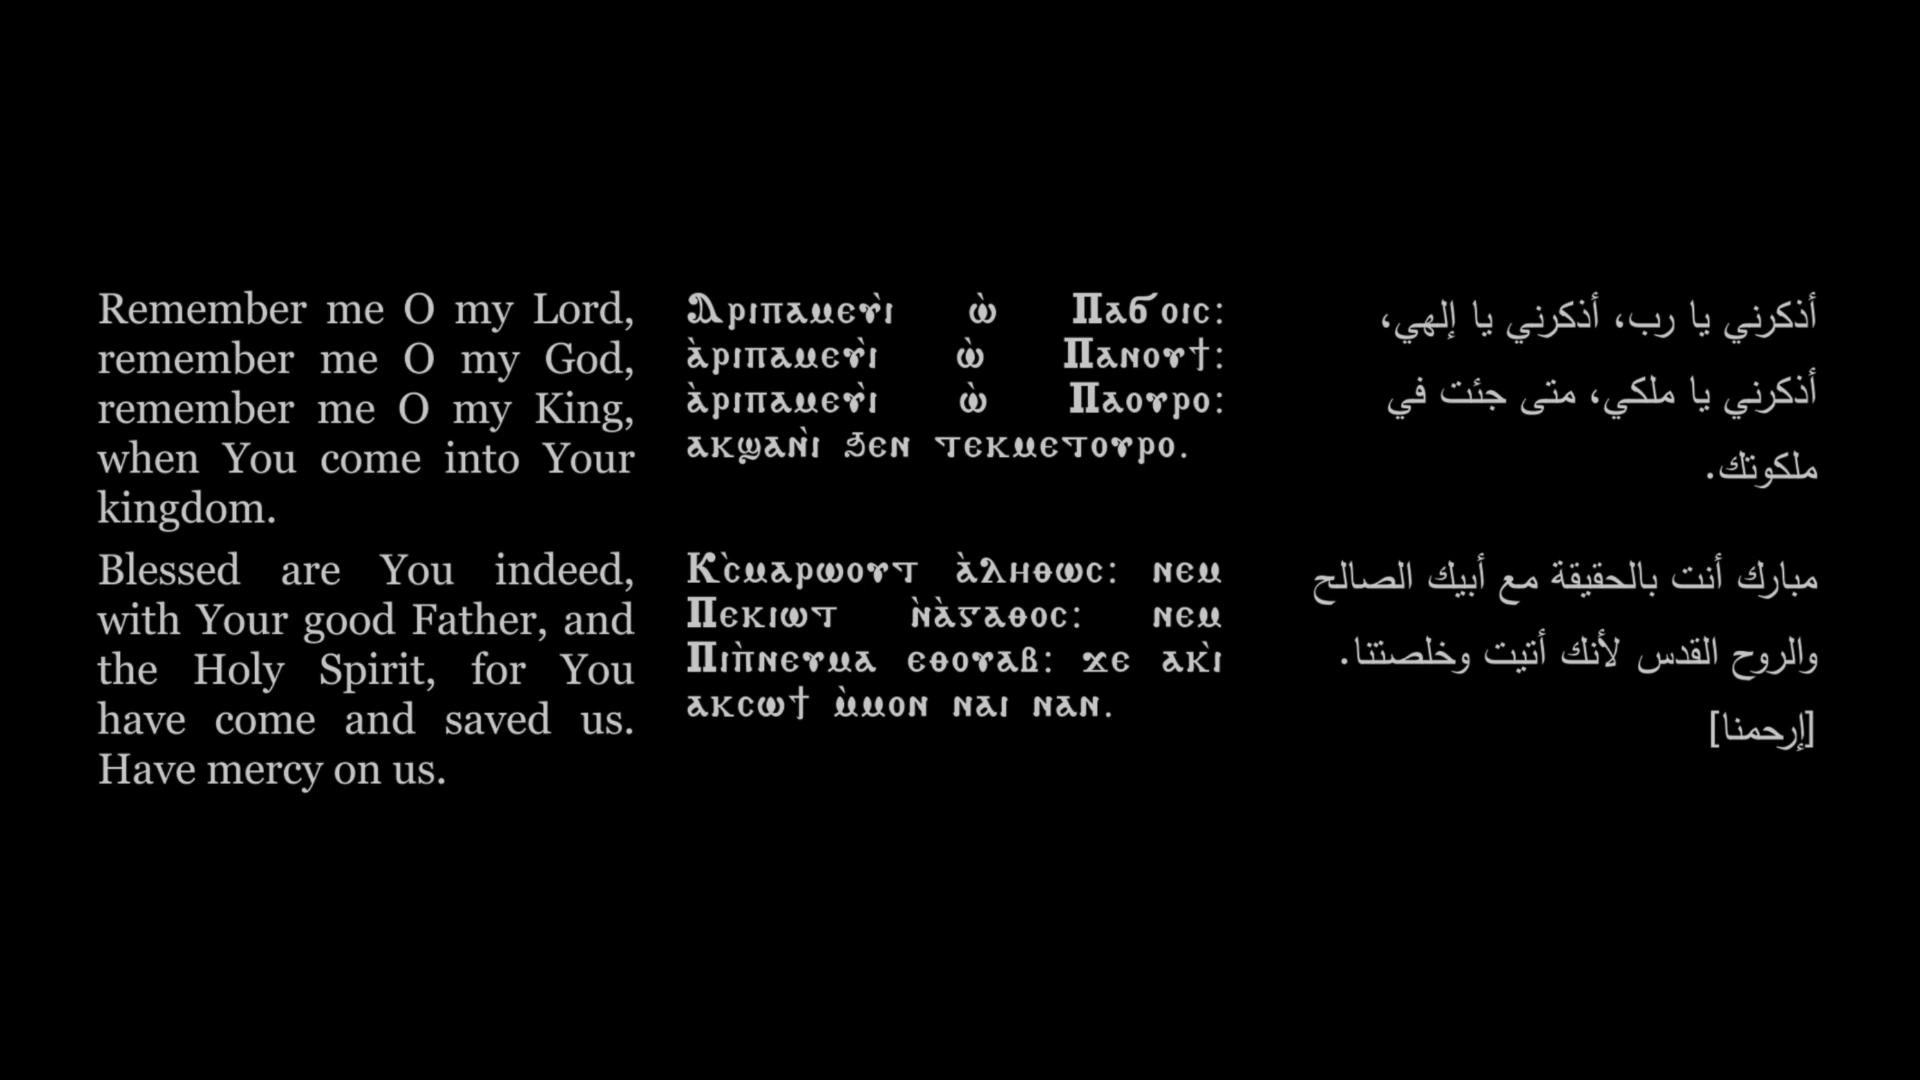 Remember me O my Lord,
remember me O my God,
remember me O my King,
when You come into Your
kingdom.
Ⲁⲣⲓⲡⲁⲙⲉⲩⲓ̀ ⲱ̀ Ⲡⲁϭⲟⲓⲥ:
ⲁ̀ⲣⲓⲡⲁⲙⲉⲩⲓ̀ ⲱ̀ Ⲡⲁⲛⲟⲩϯ:
ⲁ̀ⲣⲓⲡⲁⲙⲉⲩⲓ̀ ⲱ̀ Ⲡⲁⲟⲩⲣⲟ:
ⲁⲕϣⲁⲛⲓ̀ ϧⲉⲛ ⲧⲉⲕⲙⲉⲧⲟⲩⲣⲟ.
أذكرني يا رب، أذكرني يا إلهي،
أذكرني يا ملكي، متى جئت في
ملكوتك.
Blessed are You indeed,
with Your good Father, and
the Holy Spirit, for You
have come and saved us.
Have mercy on us.
Ⲕ̀ⲥⲙⲁⲣⲱⲟⲩⲧ ⲁ̀ⲗⲏⲑⲱⲥ: ⲛⲉⲙ
Ⲡⲉⲕⲓⲱⲧ ⲛ̀ⲁ̀ⲅⲁⲑⲟⲥ: ⲛⲉⲙ
Ⲡⲓⲡ̀ⲛⲉⲩⲙⲁ ⲉⲑⲟⲩⲁⲃ: ϫⲉ ⲁⲕⲓ̀
ⲁⲕⲥⲱϯ ⲙ̀ⲙⲟⲛ ⲛⲁⲓ ⲛⲁⲛ.
مبارك أنت بالحقيقة مع أبيك الصالح
والروح القدس لأنك أتيت وخلصتنا.
[إرحمنا]